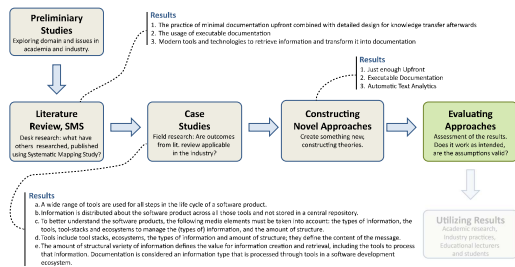 Preliminary
Studies
Exploring domain and issues in
academia and industry.
Results
1. The practice of minimal documentation upfront combined with detailed design for knowledge transfer afterwards
2. The usage of executable documentation
3. Modern tools and technologies to retrieve information and transform it into documentation
Results
1. Just enough Upfront
2. Executable Documentation
3. Automatic Text Analytics
Literature
Review, SMS
Desk research: what have
others researched, published
using Systematic Mapping Study?
Case
Studies
Field research: Are outcomes
from lit. review applicable
in the industry?
Constructing
Novel Approaches
Create something new,
constructing theories.
Evaluating
Approaches
Assessment of the results.
Does it work as intended,
are the assumptions valid?
Results
a. A wide range of tools are used for all steps in the life cycle of a software product.
b. Information is distributed about the software product across all those tools and not stored in a central repository.
c. To better understand the software products, the following media elements must be taken into account: the types of information, the
tools, tool-stacks and ecosystems to manage the (types of) information, and the amount of structure.
d. Tools include tool stacks, ecosystems, the types of information and amount of structure; they define the content of the message.
e. The amount of structural variety of information defines the value for information creation and retrieval, including the tools to process
that information. Documentation is considered an information type that is processed through tools in a software development
ecosystem.
Utilizing Results
Academic research,
Industry practices,
Educational lecturers
and students